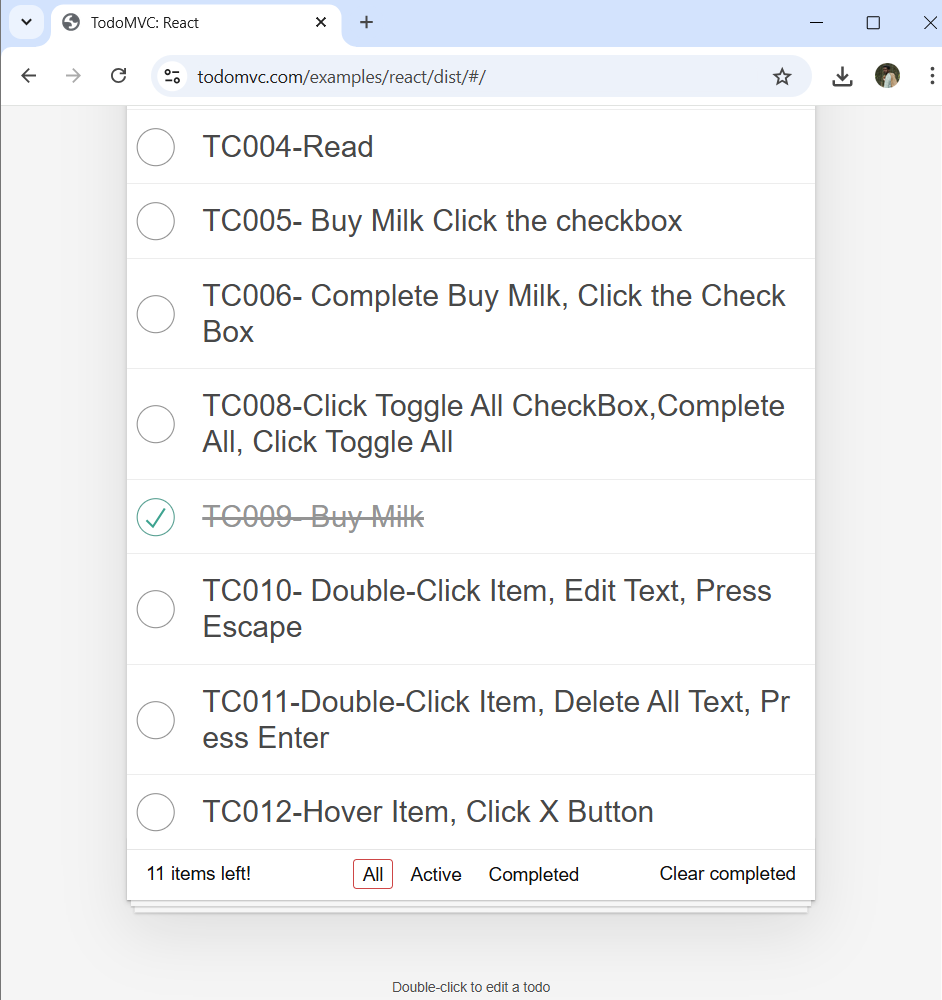 TodoMVC: React
todomvc.com/examples/react/dist/#/
TC004-Read
TC005- Buy Milk Click the checkbox
TC006- Complete Buy Milk, Click the Check
Box
TC008-Click Toggle All CheckBox,Complete
All, Click Toggle All
TC009- Buy Milk
TC010- Double-Click Item, Edit Text, Press
Escape
TC011-Double-Click Item, Delete All Text, Pr
ess Enter
TC012-Hover Item, Click X Button
11 items left! All Active Completed Clear completed
Double-click to edit a todo